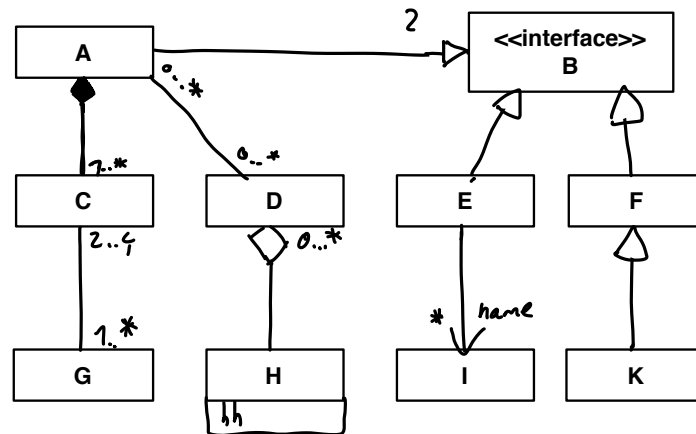 2
A
<<interface>>
B
0...*
0...*
1..*
C
D
E
F
2..4
0...*
1..*
*
name
G
H
I
K
hh